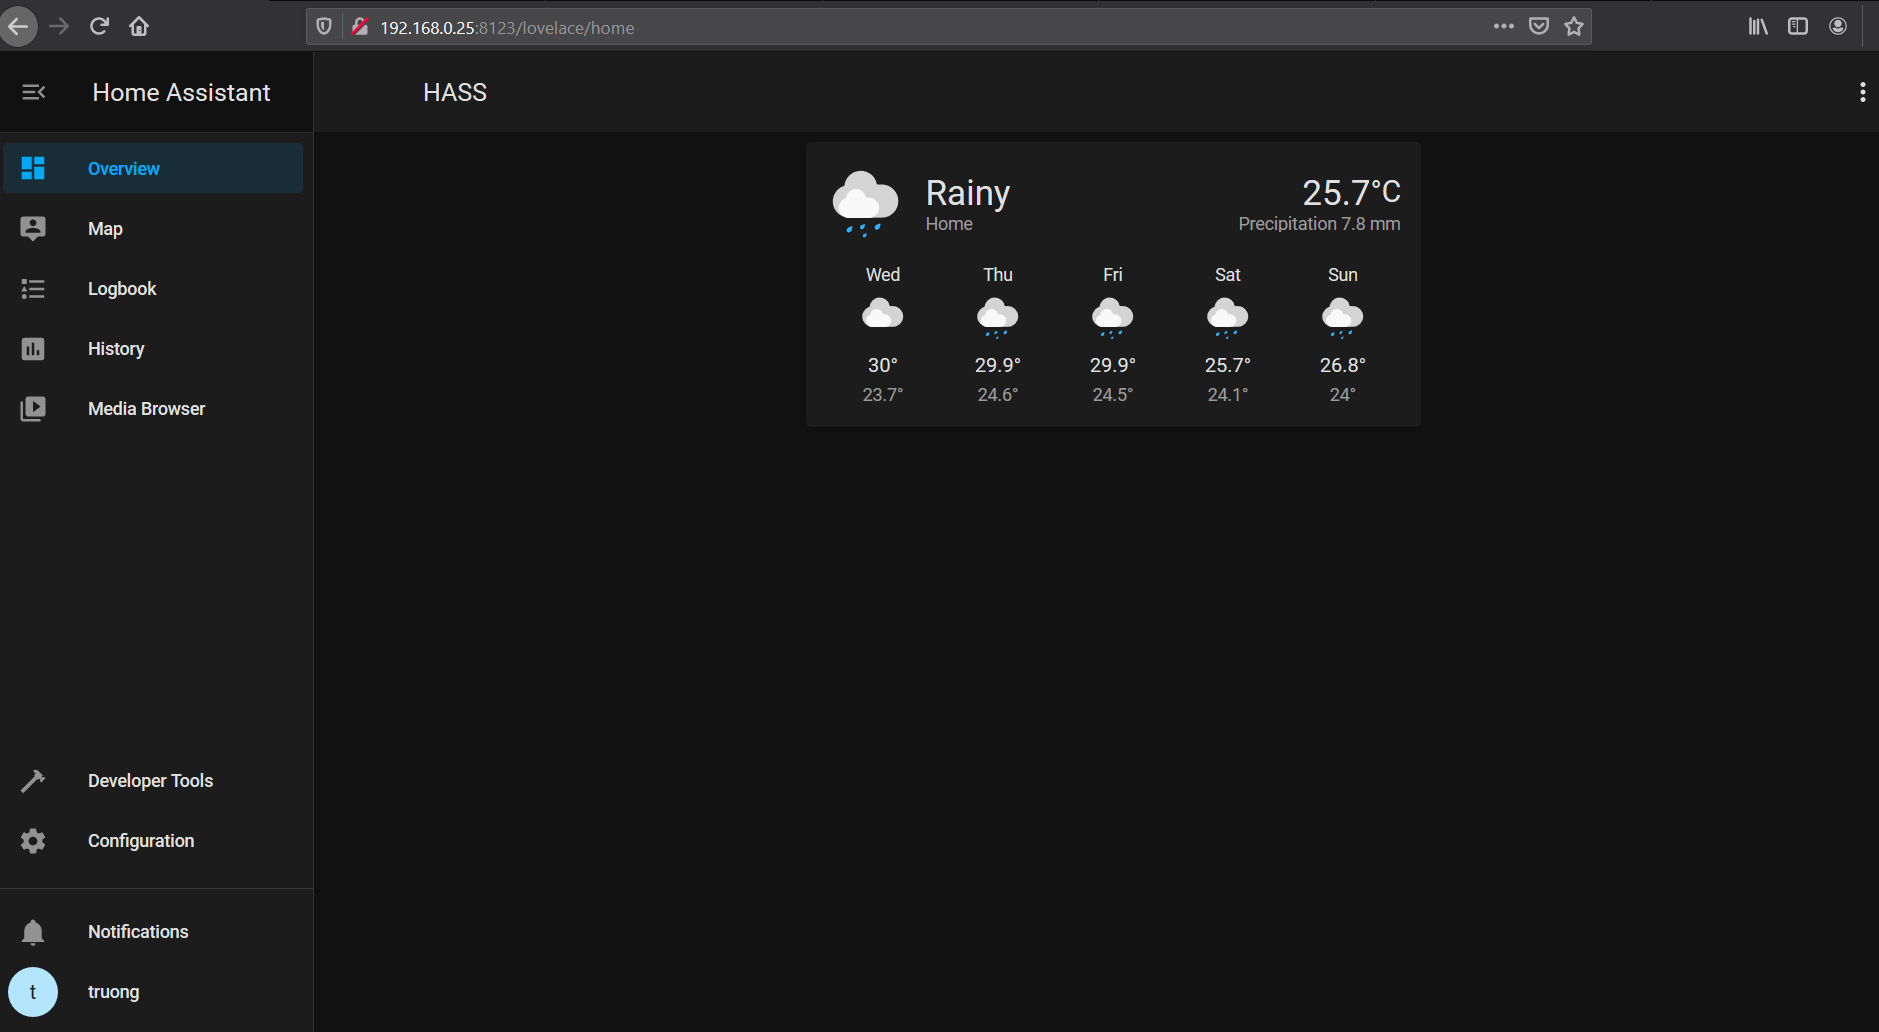 192.168.0.25:8123/lovelace/home
Home Assistant
HASS
Overview
Map
Logbook
History
Media Browser
Developer Tools
Configuration
Notifications
t
truong
Rainy
Home
25.7°C
Precipitation 7.8 mm
Wed Thu Fri Sat Sun
30° 29.9° 29.9° 25.7° 26.8°
23.7° 24.6° 24.5° 24.1° 24°